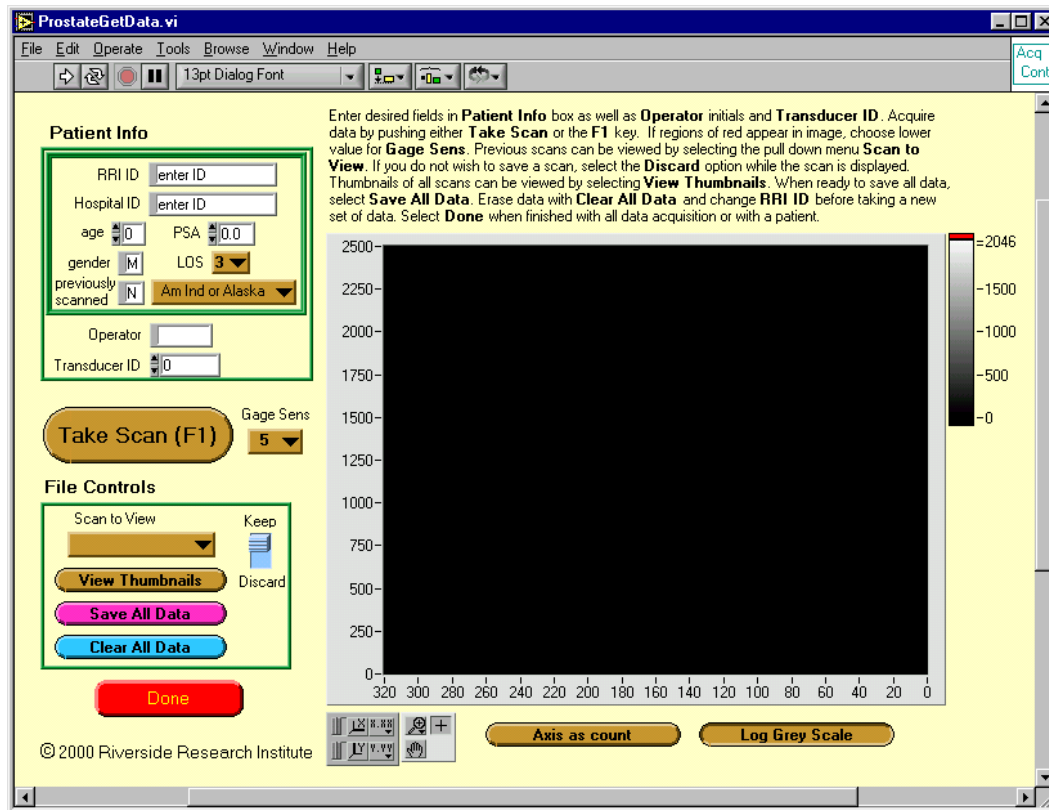 ProstateGetData.vi
File Edit Operate Tools Browse Window Help
13pt Dialog Font
Acq
Cont
Enter desired fields in Patient Info box as well as Operator initials and Transducer ID. Acquire
data by pushing either Take Scan or the F1 key. If regions of red appear in image, choose lower
value for Gage Sens. Previous scans can be viewed by selecting the pull down menu Scan to
View. If you do not wish to save a scan, select the Discard option while the scan is displayed.
Thumbnails of all scans can be viewed by selecting View Thumbnails. When ready to save all data,
select Save All Data. Erase data with Clear All Data and change RRI ID before taking a new
set of data. Select Done when finished with all data acquisition or with a patient.
Patient Info
RRI ID enter ID
Hospital ID enter ID
age 0 PSA 0.0
gender M LOS 3
previously
scanned N Am Ind or Alaska
Operator
Transducer ID 0
Take Scan (F1)
Gage Sens
5
File Controls
Scan to View
Keep
Discard
View Thumbnails
Save All Data
Clear All Data
Done
© 2000 Riverside Research Institute
2500
2250
2000
1750
1500
1250
1000
750
500
250
0
320 300 280 260 240 220 200 180 160 140 120 100 80 60 40 20 0
2046
1500
1000
500
0
X 8.88
Y Y.YY
Axis as count
Log Grey Scale